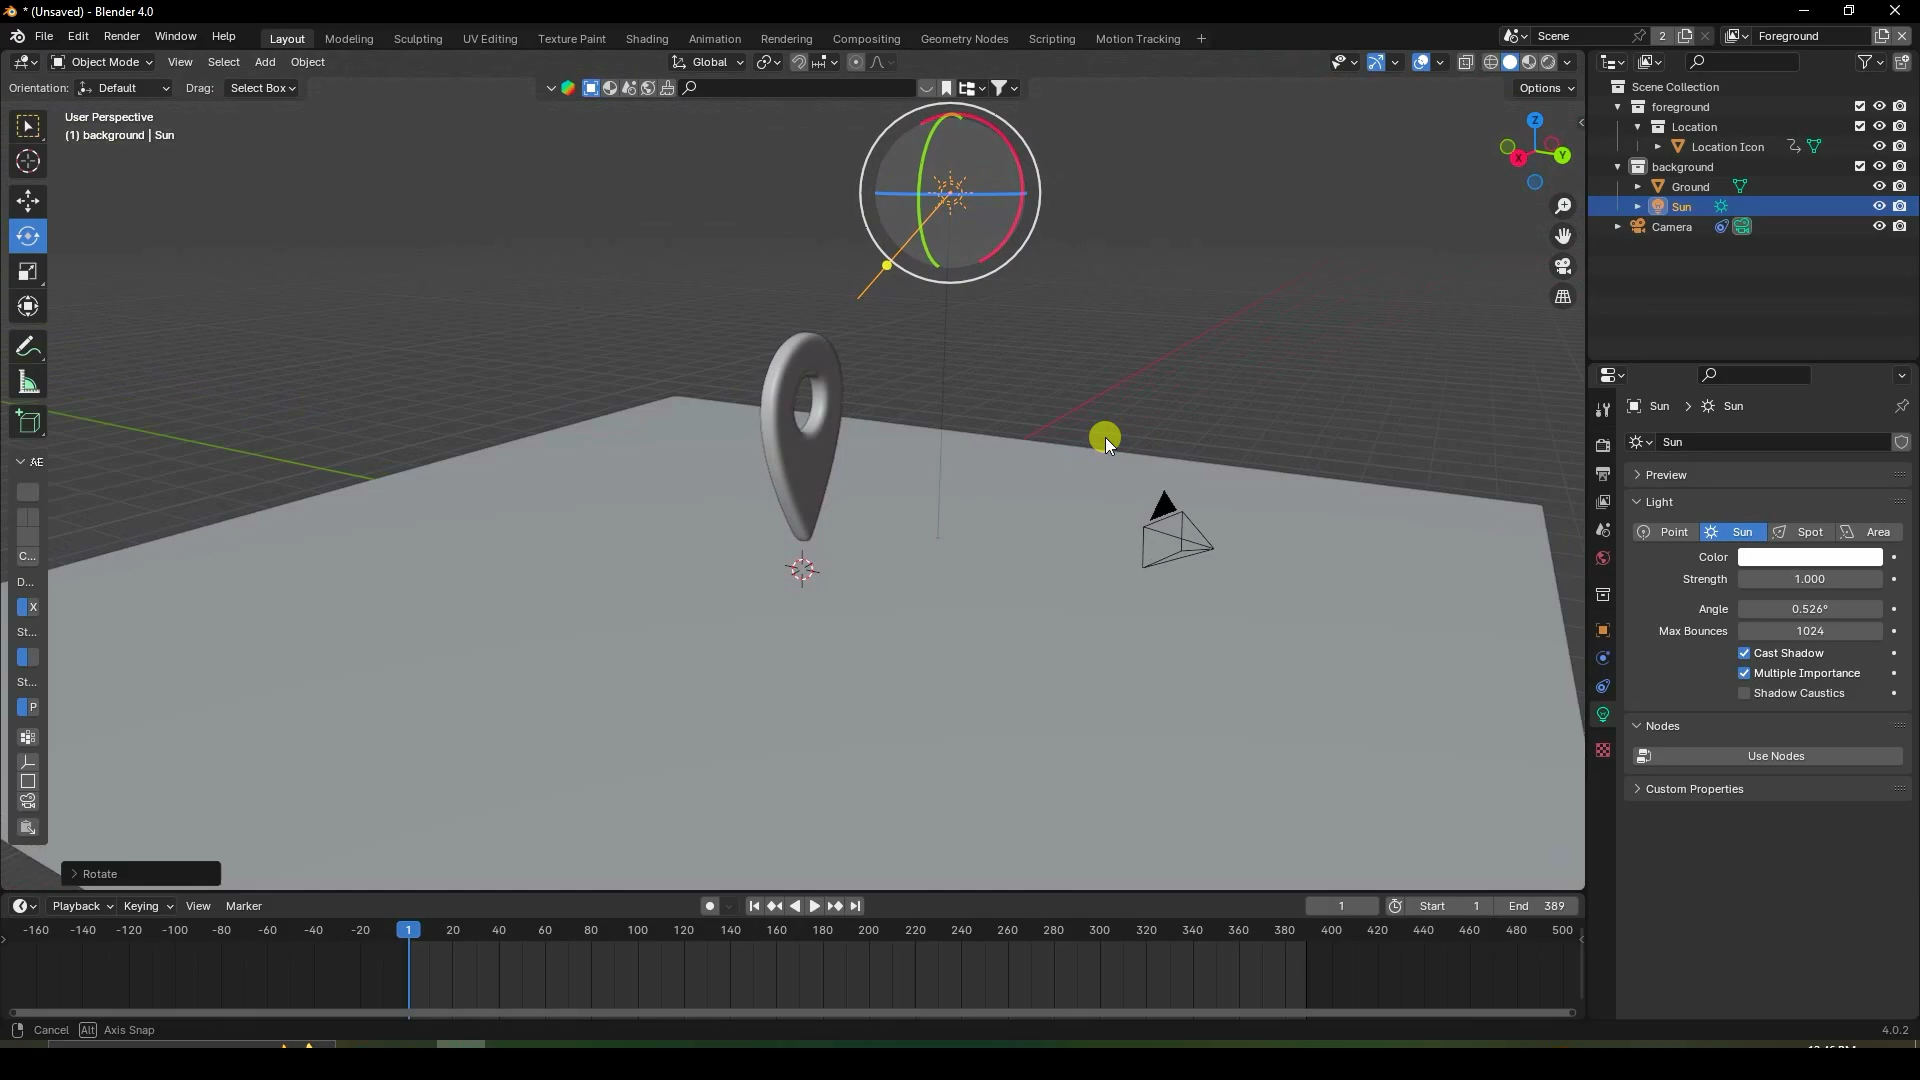 * (Unsaved) - Blender 4.0
File Edit Render Window Help
Layout Modeling Sculpting UV Editing Texture Paint Shading Animation Rendering Compositing Geometry Nodes Scripting Motion Tracking +
Scene 2 Foreground
Object Mode View Select Add Object Global
Orientation: Default Drag: Select Box Options
User Perspective
(1) background | Sun
Z
X
Y
Scene Collection
foreground
Location
Location Icon
background
Ground
Sun
Camera
Sun > Sun
Sun
Preview
Light
Point Sun Spot Area
Color
Strength 1.000
Angle 0.526°
Max Bounces 1024
Cast Shadow
Multiple Importance
Shadow Caustics
Nodes
Use Nodes
Custom Properties
AE
C...
D...
X
St...
St...
P
Rotate
Playback Keying View Marker 1 Start 1 End 389
-160 -140 -120 -100 -80 -60 -40 -20 1 20 40 60 80 100 120 140 160 180 200 220 240 260 280 300 320 340 360 380 400 420 440 460 480 500
Cancel Alt Axis Snap 4.0.2